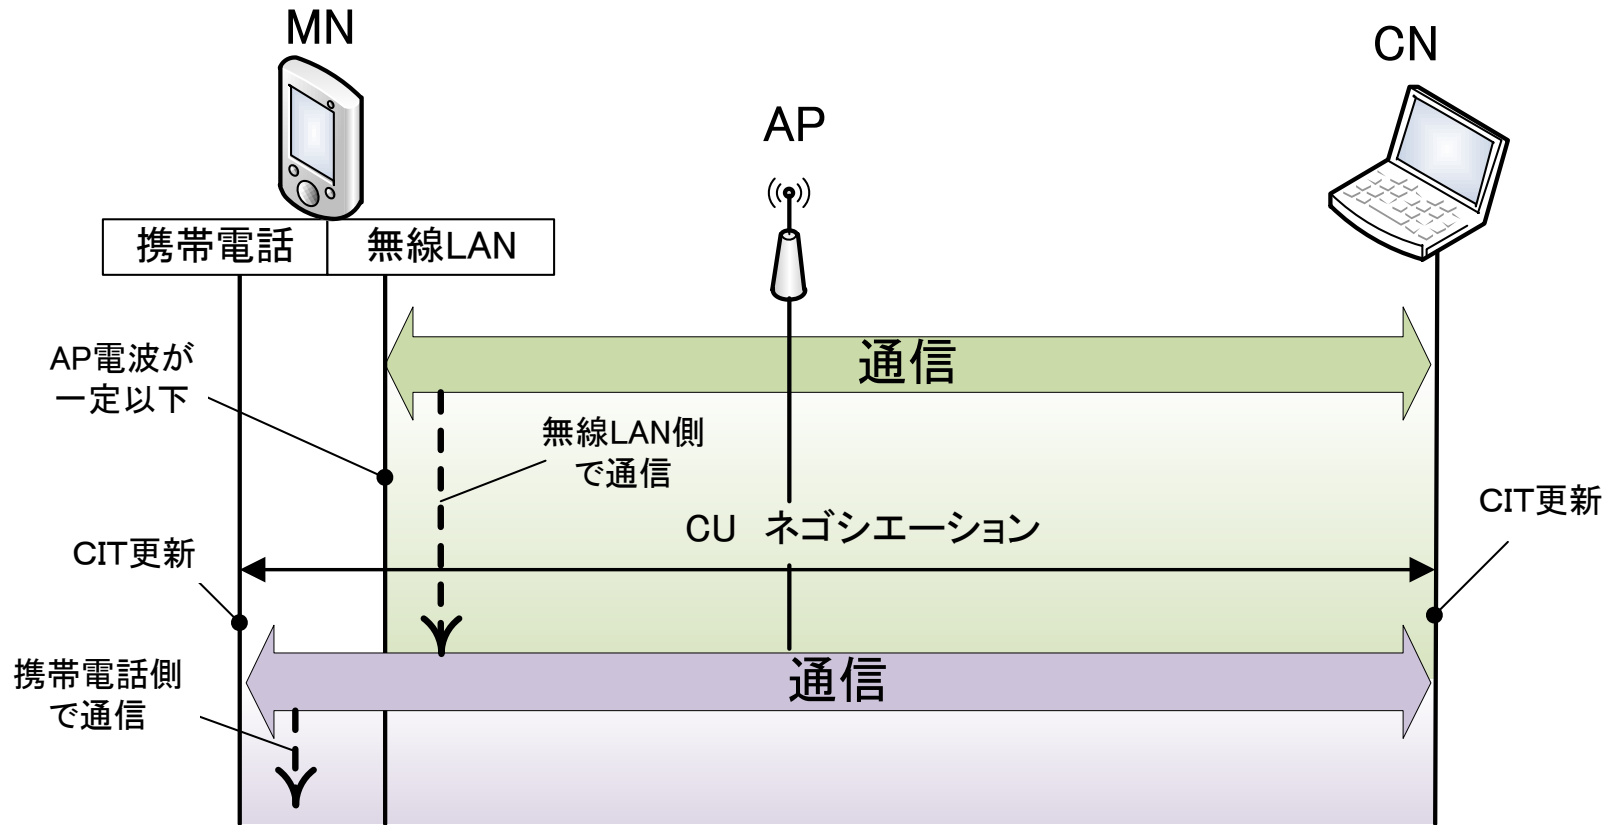 MN
CN
AP
携帯電話
無線LAN
通信
AP電波が
一定以下
無線LAN側
で通信
CIT更新
CU ネゴシエーション
CIT更新
通信
携帯電話側
で通信